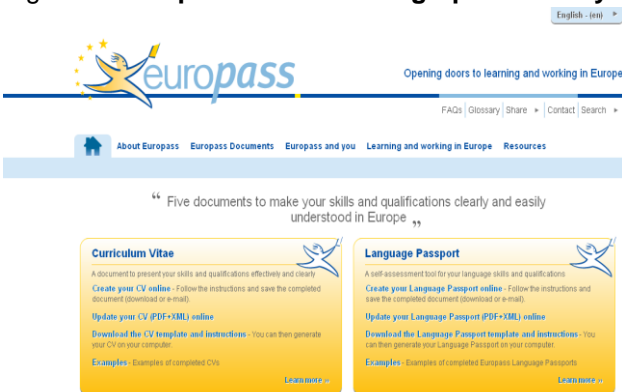 English - (en)
europass
Opening doors to learning and working in Europe
FAQs Glossary Share Contact Search
About Europass Europass Documents Europass and you Learning and working in Europe Resources
“ Five documents to make your skills and qualifications clearly and easily
understood in Europe ”
Curriculum Vitae
A document to present your skills and qualifications effectively and clearly
Create your CV online - Follow the instructions and save the completed
document (download or e-mail).
Update your CV (PDF+XML) online
Download the CV template and instructions - You can then generate
your CV on your computer.
Examples - Examples of completed CVs
Learn more »
Language Passport
A self-assessment tool for your language skills and qualifications
Create your Language Passport online - Follow the instructions and
save the completed document (download or e-mail).
Update your Language Passport (PDF+XML) online
Download the Language Passport template and instructions - You
can then generate your Language Passport on your computer.
Examples - Examples of completed Europass Language Passports
Learn more »